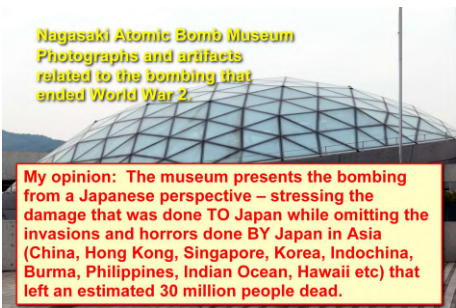 Nagasaki Atomic Bomb Museum
Photographs and artifacts
related to the bombing that
ended World War 2.
My opinion:  The museum presents the bombing
from a Japanese perspective – stressing the
damage that was done TO Japan while omitting the
invasions and horrors done BY Japan in Asia
(China, Hong Kong, Singapore, Korea, Indochina,
Burma, Philippines, Indian Ocean, Hawaii etc) that
left an estimated 30 million people dead.